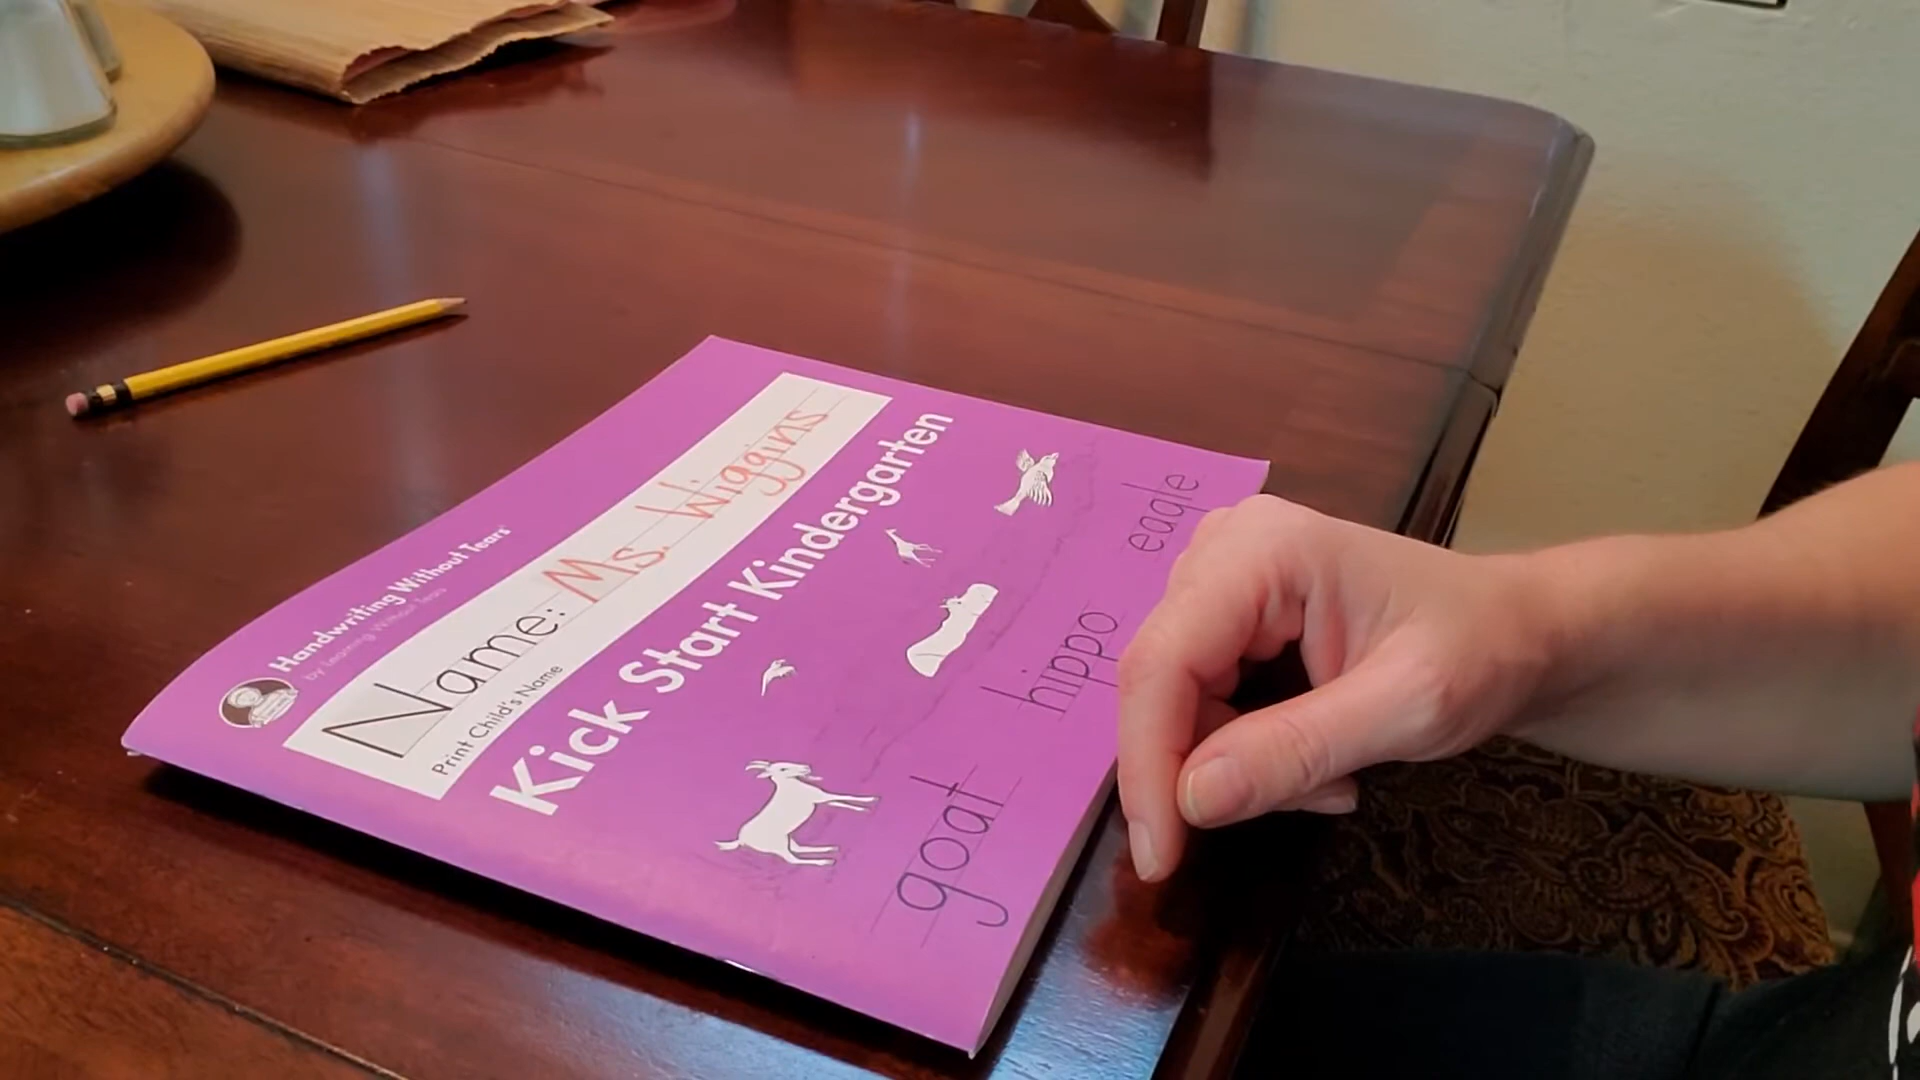 Handwriting Without Tears®
by Learning Without Tears
Name: Ms. Wiggins
Print Child's Name
Kick Start Kindergarten
eagle
hippo
goat